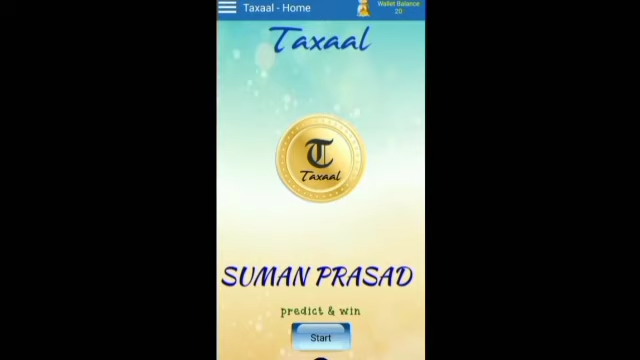 Taxaal - Home
Wallet Balance
20
Taxaal
T
Taxaal
SUMAN PRASAD
predict & win
Start